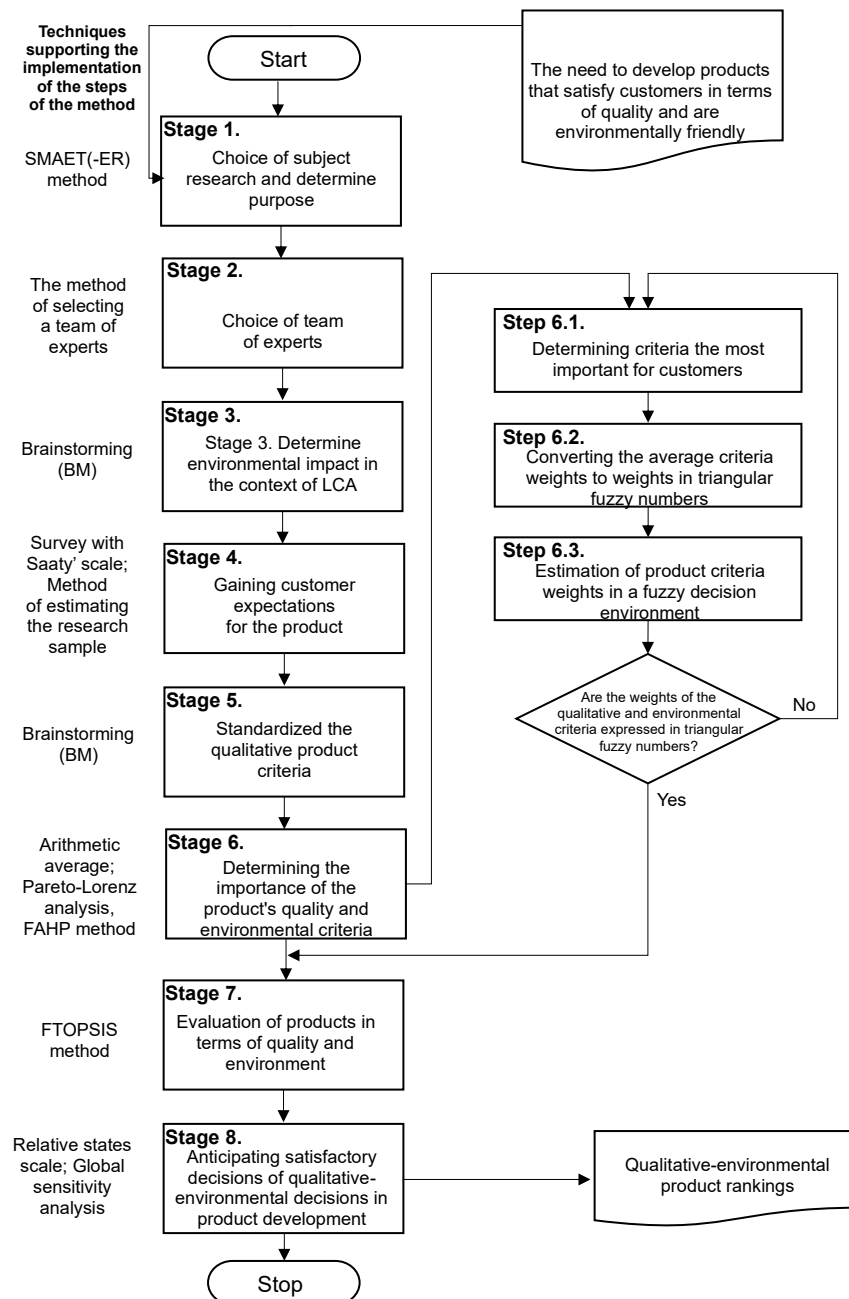 Techniques
supporting the
implementation
of the steps
of the method
Start
The need to develop products
that satisfy customers in terms
of quality and are
environmentally friendly
SMAET(-ER)
method
Stage 1.
Choice of subject
research and determine
purpose
The method
of selecting
a team of
experts
Stage 2.
Choice of team
of experts
Brainstorming
(BM)
Stage 3.
Stage 3. Determine
environmental impact in
the context of LCA
Survey with
Saaty’ scale;
Method
of estimating
the research
sample
Stage 4.
Gaining customer
expectations
for the product
Brainstorming
(BM)
Stage 5.
Standardized the
qualitative product
criteria
Arithmetic
average;
Pareto-Lorenz
analysis,
FAHP method
Stage 6.
Determining the
importance of the
product's quality and
environmental criteria
Step 6.1.
Determining criteria the most
important for customers
Step 6.2.
Converting the average criteria
weights to weights in triangular
fuzzy numbers
Step 6.3.
Estimation of product criteria
weights in a fuzzy decision
environment
Are the weights of the
qualitative and environmental
criteria expressed in triangular
fuzzy numbers?
No
Yes
FTOPSIS
method
Stage 7.
Evaluation of products in
terms of quality and
environment
Relative states
scale; Global
sensitivity
analysis
Stage 8.
Anticipating satisfactory
decisions of qualitative-
environmental decisions in
product development
Qualitative-environmental
product rankings
Stop